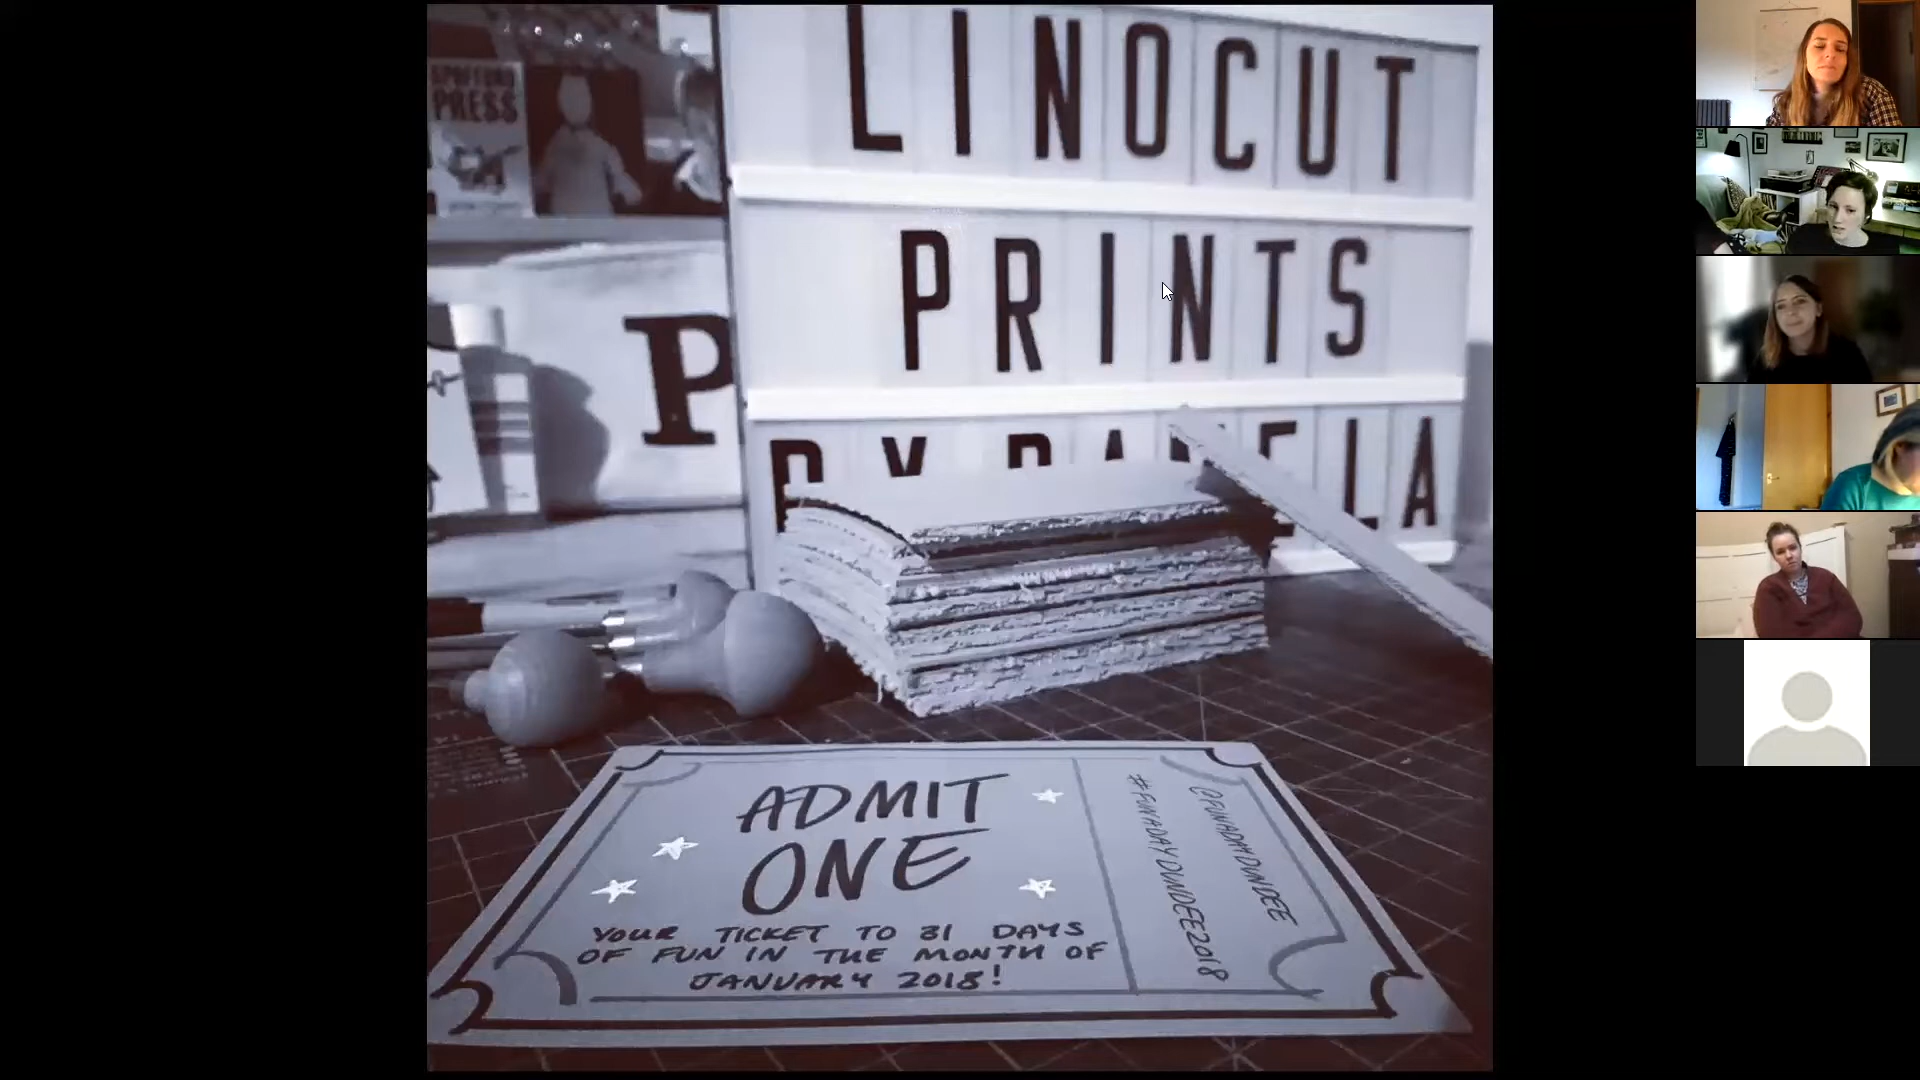 PRESS
LINOCUT
PRINTS
P
ADMIT
ONE
YOUR TICKET TO 31 DAYS
OF FUN IN THE MONTH OF
JANUARY 2018!
#FUNADAYDUNDEE2018
@FUNADAYDUNDEE